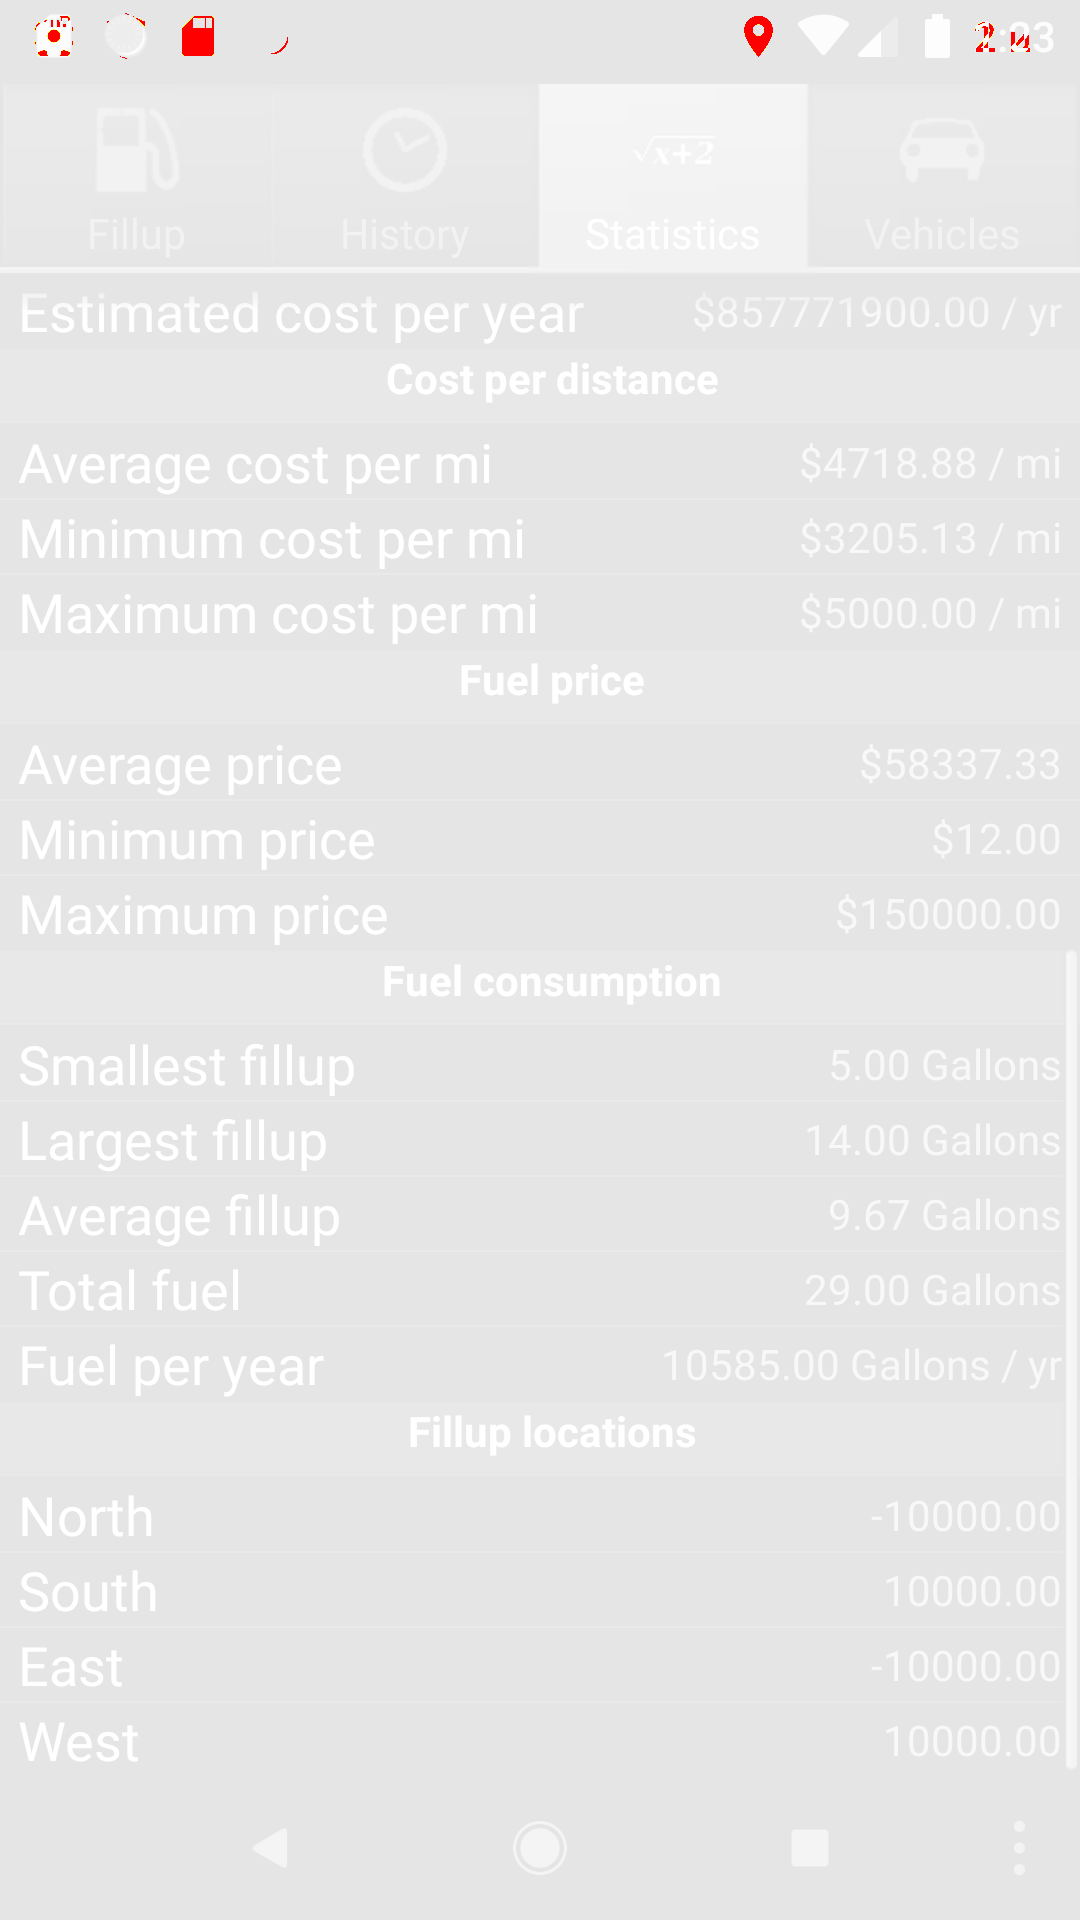 Fillup
History
√x+2
Statistics
Vehicles
Estimated cost per year $857771900.00 / yr
Cost per distance
Average cost per mi $4718.88 / mi
Minimum cost per mi $3205.13 / mi
Maximum cost per mi $5000.00 / mi
Fuel price
Average price $58337.33
Minimum price $12.00
Maximum price $150000.00
Fuel consumption
Smallest fillup 5.00 Gallons
Largest fillup 14.00 Gallons
Average fillup 9.67 Gallons
Total fuel 29.00 Gallons
Fuel per year 10585.00 Gallons / yr
Fillup locations
North -10000.00
South 10000.00
East -10000.00
West 10000.00